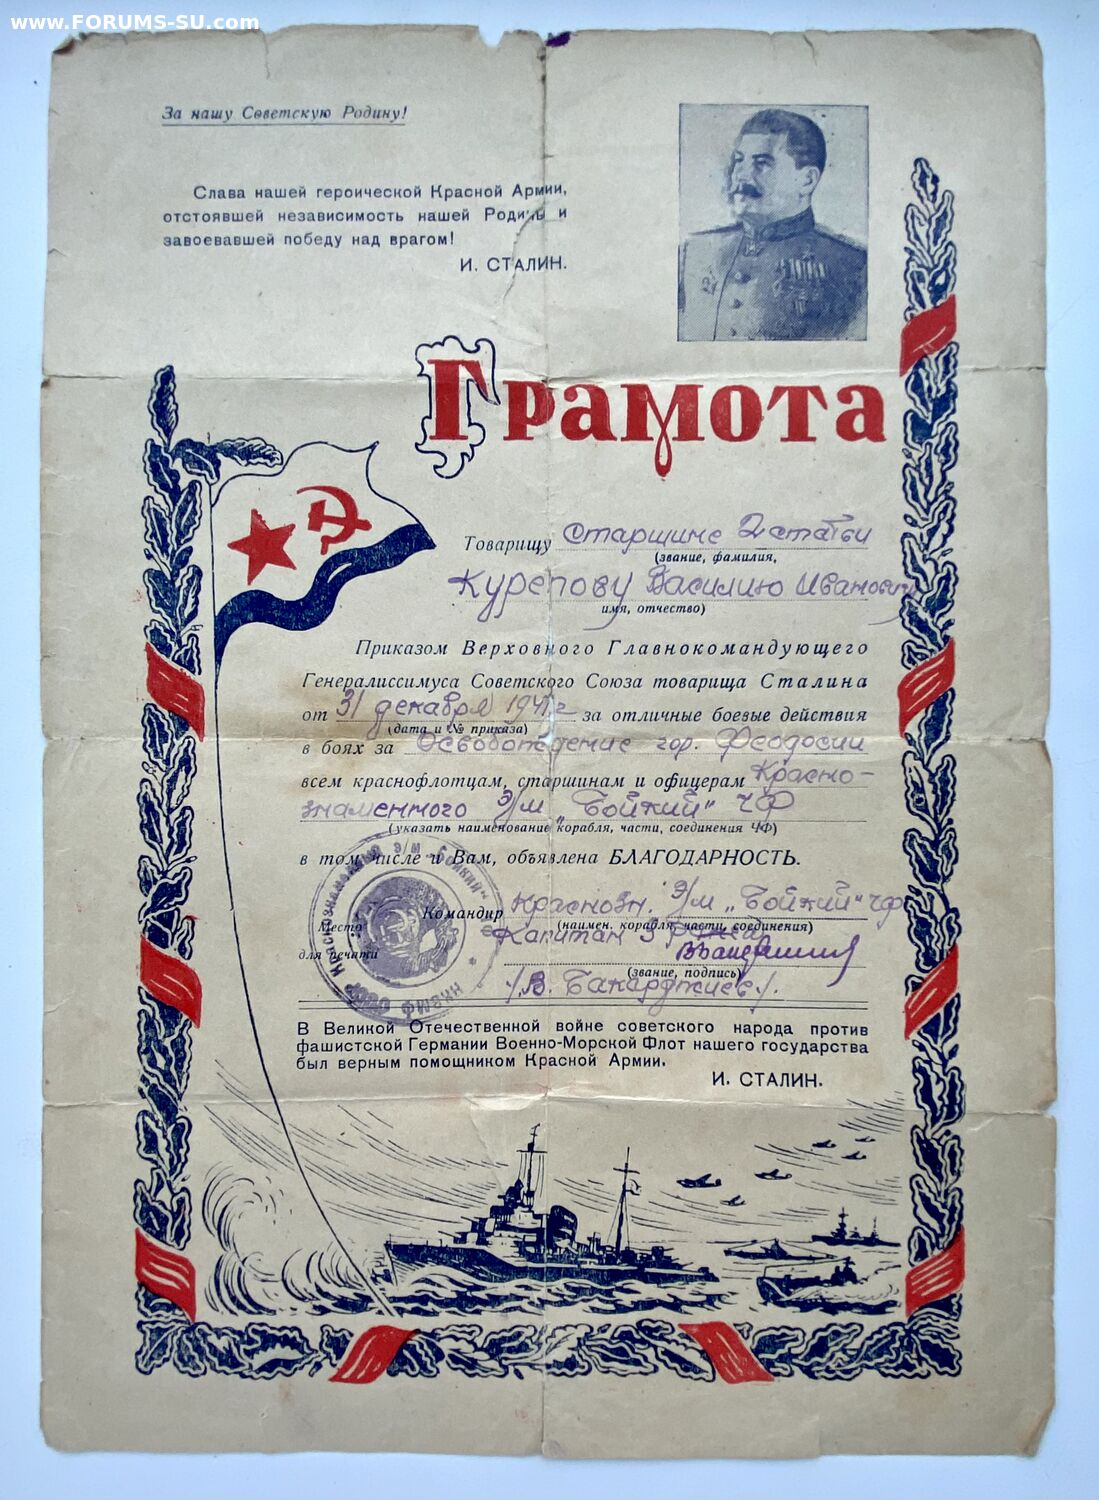 www.FORUMS-SU.com
За нашу Советскую Родину!
Слава нашей героической Красной Армии,
отстоявшей независимость нашей Родины и
завоевавшей победу над врагом!
И. СТАЛИН.
Грамота
Товарищу Старшине 2 статьи
(звание, фамилия,
Курепову Василию Ивановичу
имя, отчество)
Приказом Верховного Главнокомандующего
Генералиссимуса Советского Союза товарища Сталина
от 31 декабря 1941 г за отличные боевые действия
(дата и № приказа)
в боях за Освобождение гор. Феодосии
всем краснофлотцам, старшинам и офицерам Красно-
знаменного Э/м „Бойкий" ЧФ
(указать наименование корабля, части, соединения ЧФ)
в том числе и Вам, объявлена БЛАГОДАРНОСТЬ.
Командир Краснозн. Э/м „Бойкий" ЧФ
Место (наимен. корабля, части, соединения)
Капитан 3
для печати
(звание, подпись)
/В. Бакарджиев/.
Краснознаменный Э/М „Бойкий"
НКВМФ СССР
В Великой Отечественной войне советского народа против
фашистской Германии Военно-Морской Флот нашего государства
был верным помощником Красной Армии.
И. СТАЛИН.